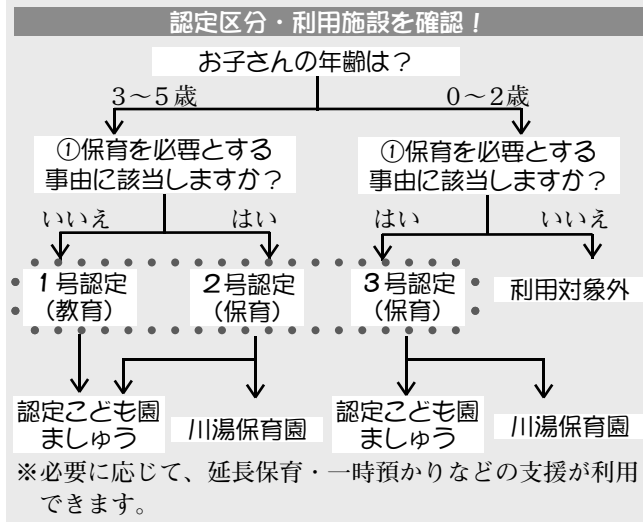 認定区分・利用施設を確認！
お子さんの年齢は？
3～5歳
0～2歳
①保育を必要とする
事由に該当しますか？
①保育を必要とする
事由に該当しますか？
いいえ
はい
はい
いいえ
1号認定
（教育）
2号認定
（保育）
3号認定
（保育）
利用対象外
認定こども園
ましゅう
川湯保育園
認定こども園
ましゅう
川湯保育園
※必要に応じて、延長保育・一時預かりなどの支援が利用
できます。